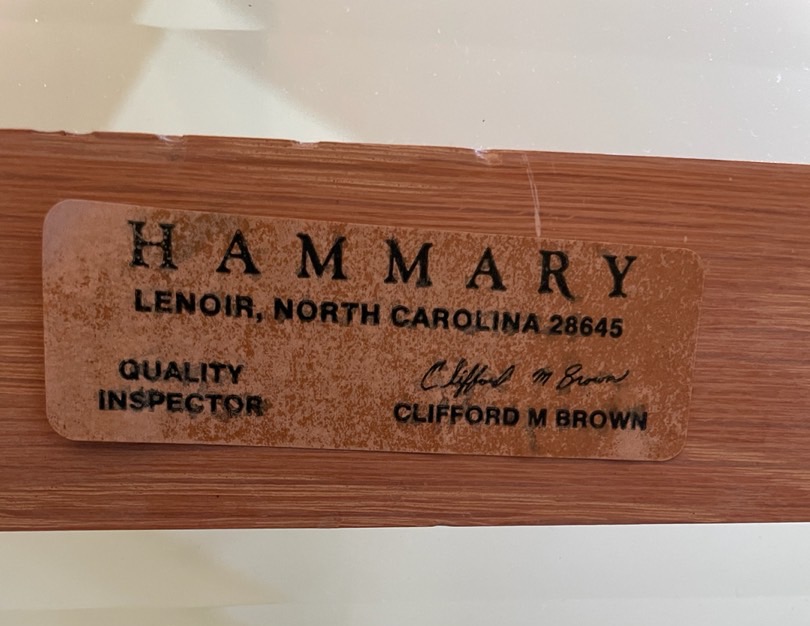 HAMMARY
LENOIR, NORTH CAROLINA 28645
QUALITY
INSPECTOR
Clifford M Brown
CLIFFORD M BROWN